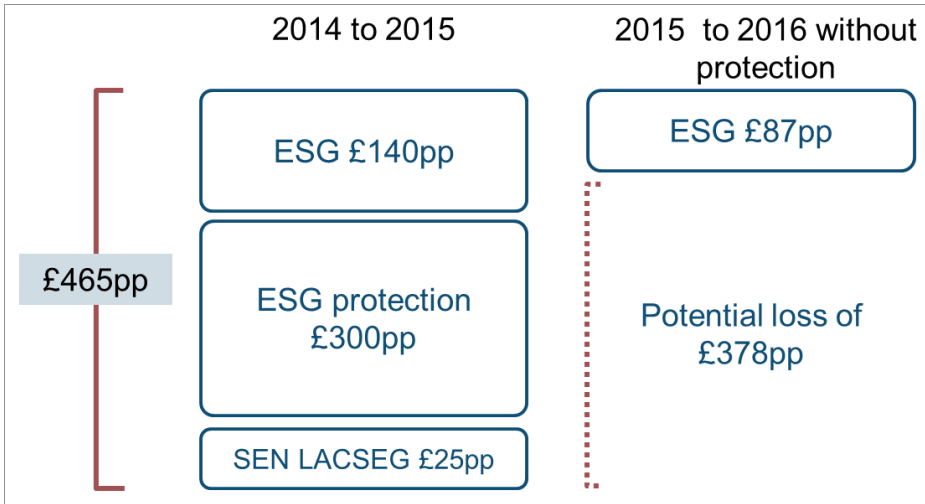 2014 to 2015
2015 to 2016 without
protection
ESG £140pp
ESG £87pp
£465pp
ESG protection
£300pp
Potential loss of
£378pp
SEN LACSEG £25pp